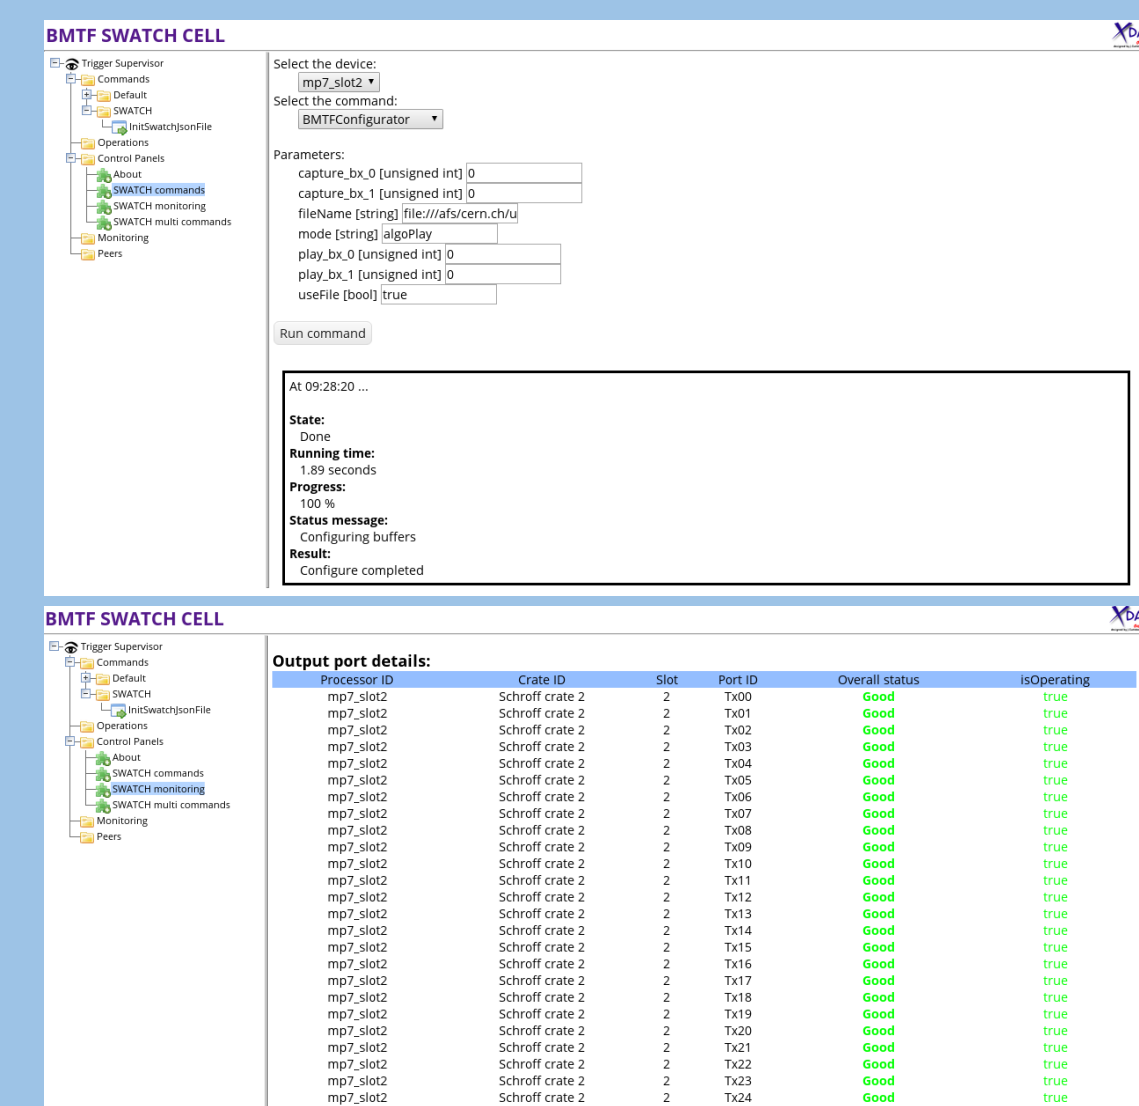 BMTF SWATCH CELL
Trigger Supervisor
Commands
Default
SWATCH
InitSwatchJsonFile
Operations
Control Panels
About
SWATCH commands
SWATCH monitoring
SWATCH multi commands
Monitoring
Peers
Select the device:
mp7_slot2
Select the command:
BMTFConfigurator
Parameters:
capture_bx_0 [unsigned int] 0
capture_bx_1 [unsigned int] 0
fileName [string] file:///afs/cern.ch/u
mode [string] algoPlay
play_bx_0 [unsigned int] 0
play_bx_1 [unsigned int] 0
useFile [bool] true
Run command
At 09:28:20 ...
State:
Done
Running time:
1.89 seconds
Progress:
100 %
Status message:
Configuring buffers
Result:
Configure completed
BMTF SWATCH CELL
Trigger Supervisor
Commands
Default
SWATCH
InitSwatchJsonFile
Operations
Control Panels
About
SWATCH commands
SWATCH monitoring
SWATCH multi commands
Monitoring
Peers
Output port details:
Processor ID Crate ID Slot Port ID Overall status isOperating
mp7_slot2 Schroff crate 2 2 Tx00 Good true
mp7_slot2 Schroff crate 2 2 Tx01 Good true
mp7_slot2 Schroff crate 2 2 Tx02 Good true
mp7_slot2 Schroff crate 2 2 Tx03 Good true
mp7_slot2 Schroff crate 2 2 Tx04 Good true
mp7_slot2 Schroff crate 2 2 Tx05 Good true
mp7_slot2 Schroff crate 2 2 Tx06 Good true
mp7_slot2 Schroff crate 2 2 Tx07 Good true
mp7_slot2 Schroff crate 2 2 Tx08 Good true
mp7_slot2 Schroff crate 2 2 Tx09 Good true
mp7_slot2 Schroff crate 2 2 Tx10 Good true
mp7_slot2 Schroff crate 2 2 Tx11 Good true
mp7_slot2 Schroff crate 2 2 Tx12 Good true
mp7_slot2 Schroff crate 2 2 Tx13 Good true
mp7_slot2 Schroff crate 2 2 Tx14 Good true
mp7_slot2 Schroff crate 2 2 Tx15 Good true
mp7_slot2 Schroff crate 2 2 Tx16 Good true
mp7_slot2 Schroff crate 2 2 Tx17 Good true
mp7_slot2 Schroff crate 2 2 Tx18 Good true
mp7_slot2 Schroff crate 2 2 Tx19 Good true
mp7_slot2 Schroff crate 2 2 Tx20 Good true
mp7_slot2 Schroff crate 2 2 Tx21 Good true
mp7_slot2 Schroff crate 2 2 Tx22 Good true
mp7_slot2 Schroff crate 2 2 Tx23 Good true
mp7_slot2 Schroff crate 2 2 Tx24 Good true